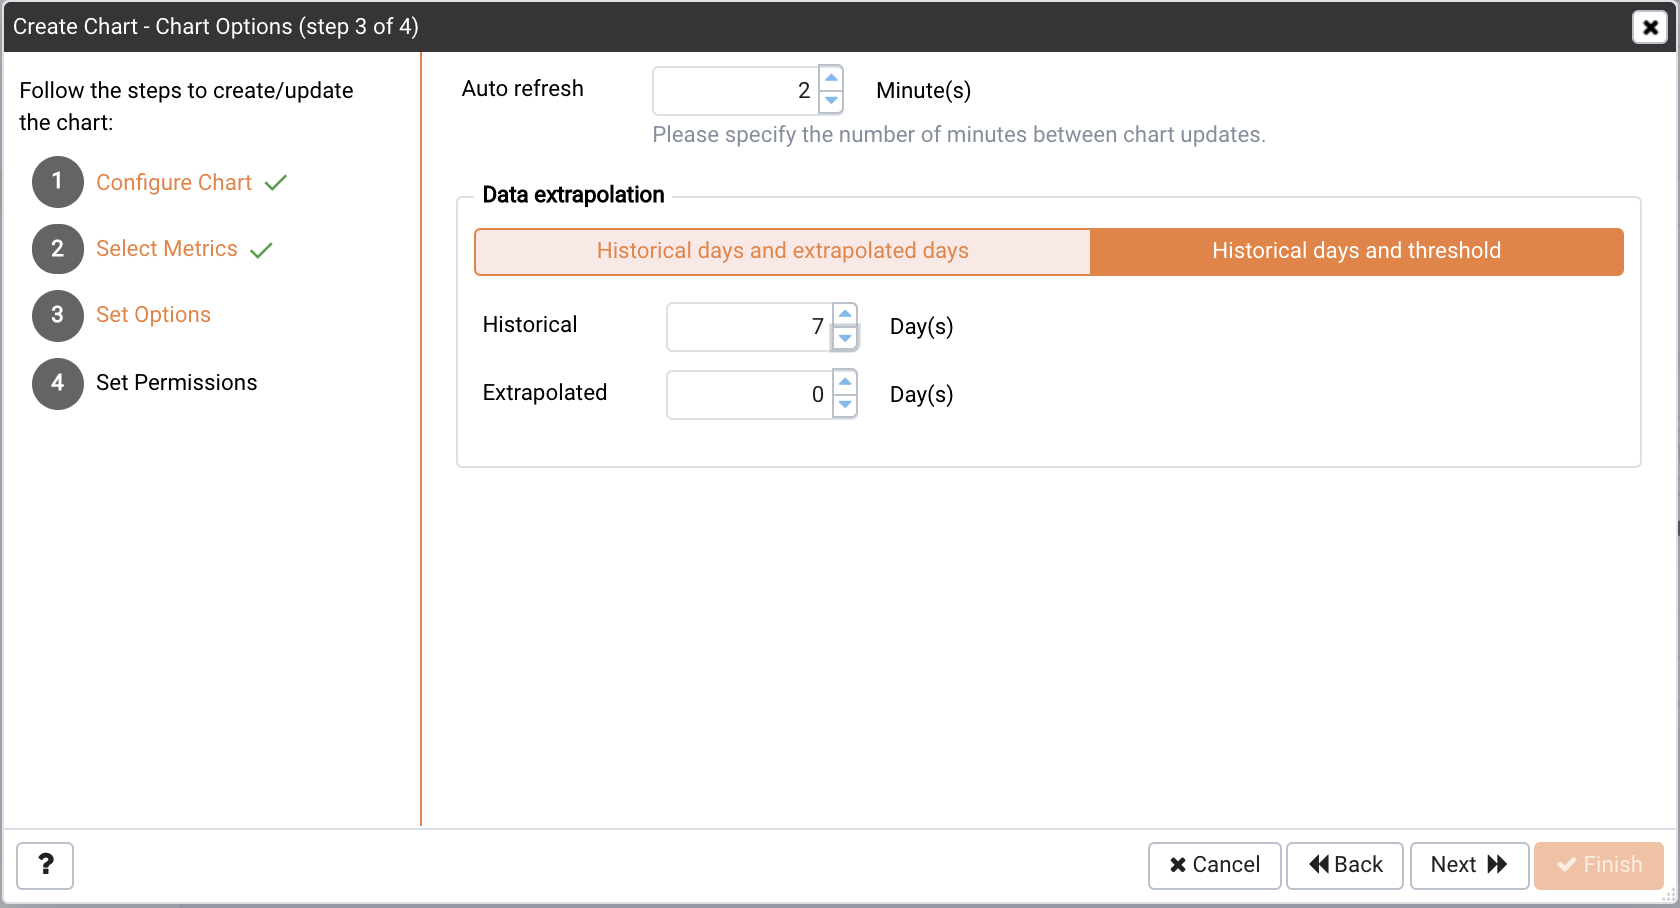 Create Chart - Chart Options (step 3 of 4)
Follow the steps to create/update
the chart:
1 Configure Chart
2 Select Metrics
3 Set Options
4 Set Permissions
Auto refresh 2 Minute(s)
Please specify the number of minutes between chart updates.
Data extrapolation
Historical days and extrapolated days Historical days and threshold
Historical 7 Day(s)
Extrapolated 0 Day(s)
? Cancel Back Next Finish